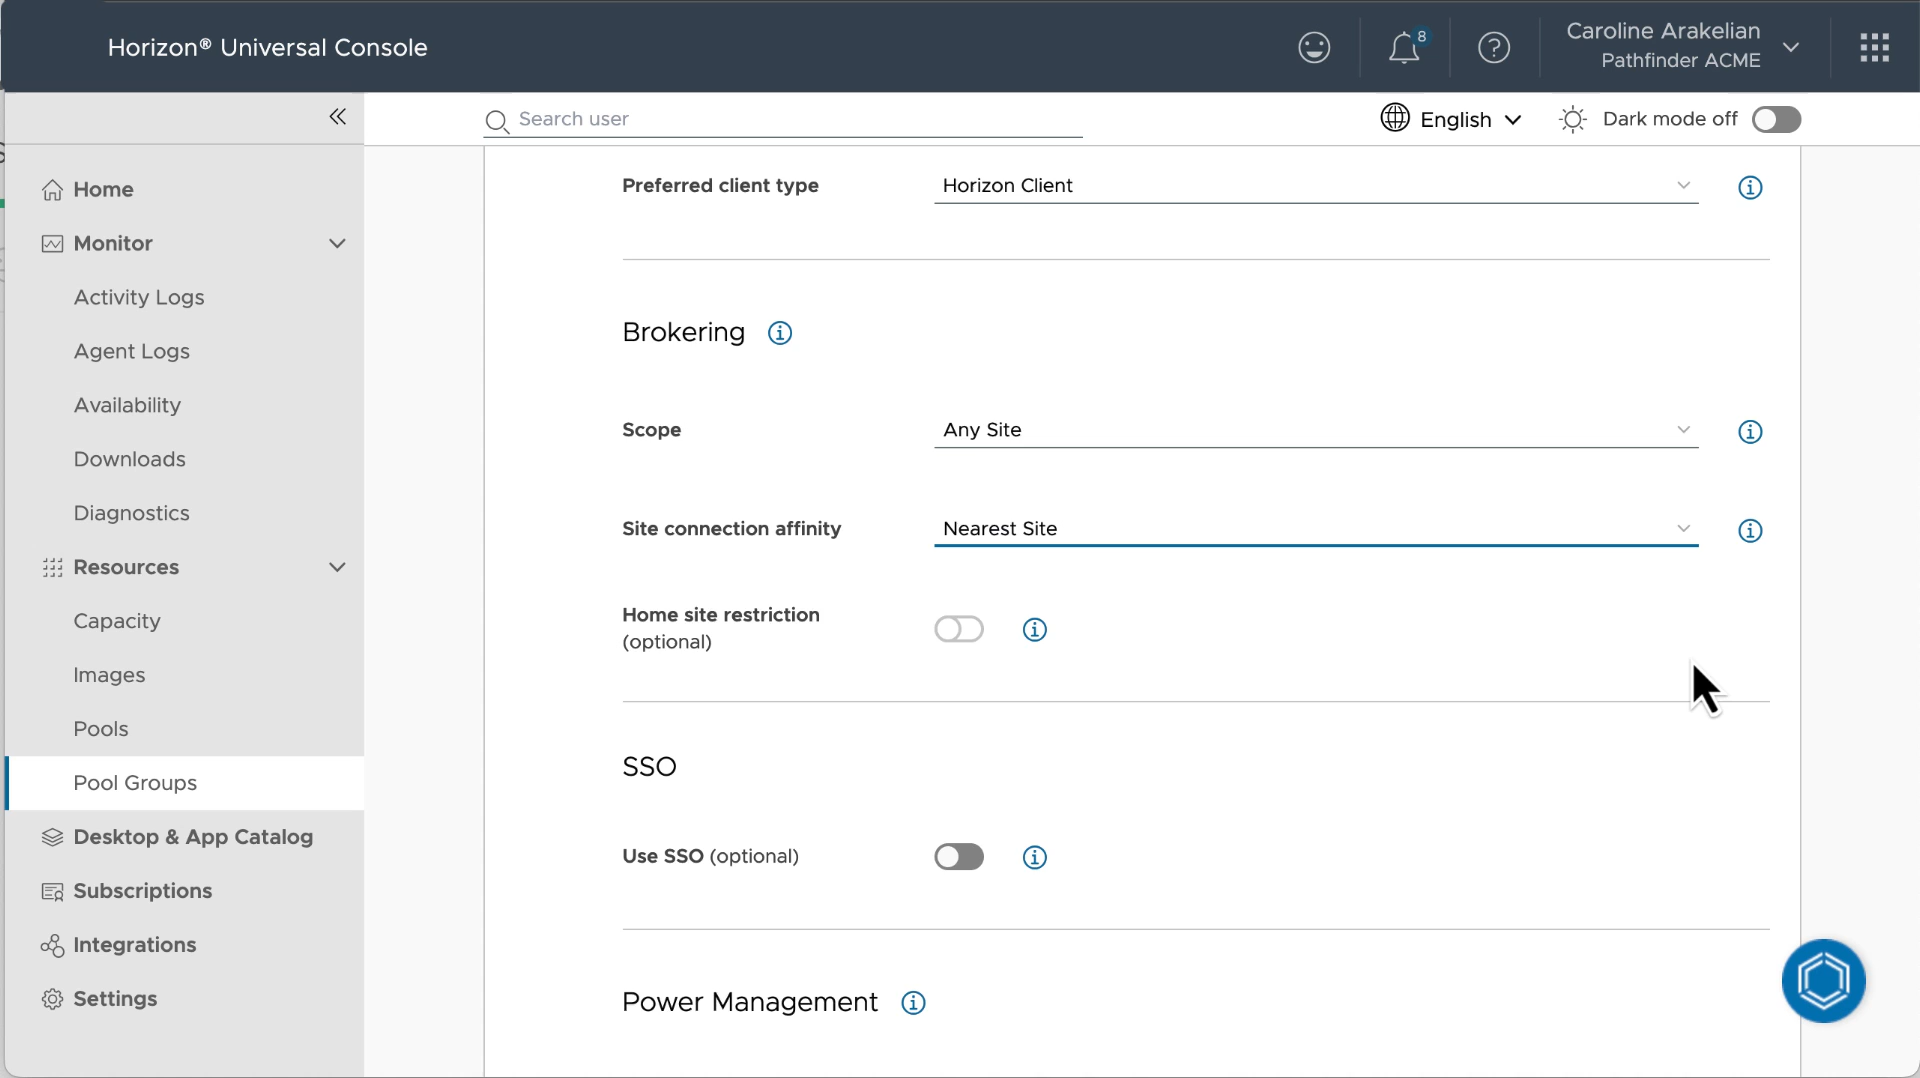 Horizon® Universal Console
8
Caroline Arakelian
Pathfinder ACME
Search user
English
Dark mode off
Home
Monitor
Activity Logs
Agent Logs
Availability
Downloads
Diagnostics
Resources
Capacity
Images
Pools
Pool Groups
Desktop & App Catalog
Subscriptions
Integrations
Settings
Preferred client type
Horizon Client
Brokering
Scope
Any Site
Site connection affinity
Nearest Site
Home site restriction
(optional)
SSO
Use SSO (optional)
Power Management